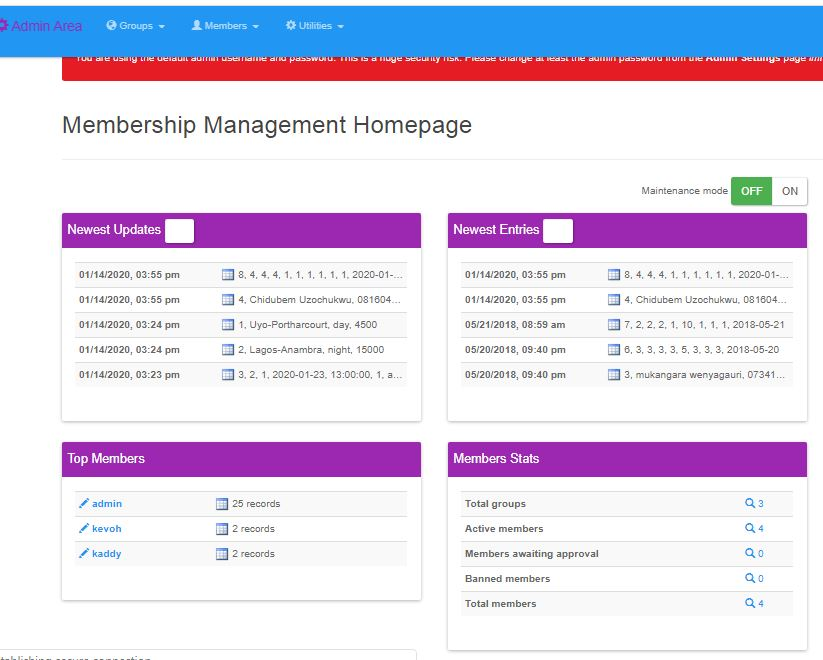 Admin Area Groups Members Utilities
You are using the default admin username and password. This is a huge security risk. Please change at least the admin password from the Admin Settings page
Membership Management Homepage
Maintenance mode OFF ON
Newest Updates
01/14/2020, 03:55 pm 8, 4, 4, 4, 1, 1, 1, 1, 1, 1, 2020-01-...
01/14/2020, 03:55 pm 4, Chidubem Uzochukwu, 081604...
01/14/2020, 03:24 pm 1, Uyo-Portharcourt, day, 4500
01/14/2020, 03:24 pm 2, Lagos-Anambra, night, 15000
01/14/2020, 03:23 pm 3, 2, 1, 2020-01-23, 13:00:00, 1, a...
Newest Entries
01/14/2020, 03:55 pm 8, 4, 4, 4, 1, 1, 1, 1, 1, 1, 2020-01-...
01/14/2020, 03:55 pm 4, Chidubem Uzochukwu, 081604...
05/21/2018, 08:59 am 7, 2, 2, 2, 1, 10, 1, 1, 1, 2018-05-21
05/20/2018, 09:40 pm 6, 3, 3, 3, 3, 5, 3, 3, 3, 2018-05-20
05/20/2018, 09:40 pm 3, mukangara wenyagauri, 07341...
Top Members
admin 25 records
kevoh 2 records
kaddy 2 records
Members Stats
Total groups 3
Active members 4
Members awaiting approval 0
Banned members 0
Total members 4